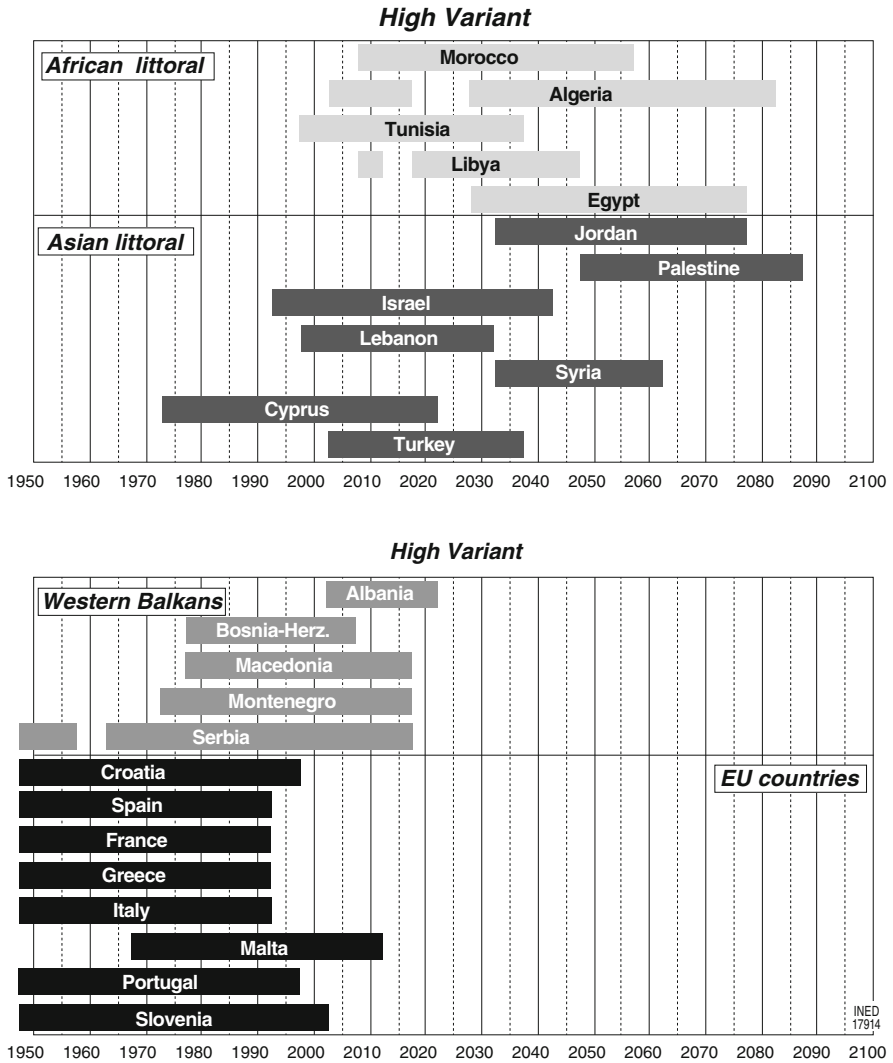 High Variant
African littoral
Morocco
Algeria
Tunisia
Libya
Egypt
Asian littoral
Jordan
Palestine
Israel
Lebanon
Syria
Cyprus
Turkey
1950 1960 1970 1980 1990 2000 2010 2020 2030 2040 2050 2060 2070 2080 2090 2100
High Variant
Western Balkans
Albania
Bosnia-Herz.
Macedonia
Montenegro
Serbia
Croatia
EU countries
Spain
France
Greece
Italy
Malta
Portugal
Slovenia
INED
17914
1950 1960 1970 1980 1990 2000 2010 2020 2030 2040 2050 2060 2070 2080 2090 2100